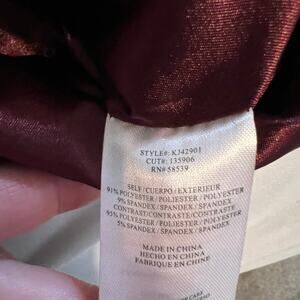 STYLE#: KJ42901
CUT#: 135906
RN# 58539
SELF / CUERPO / EXTERIEUR
91% POLYESTER / POLIESTER / POLYESTER
9% SPANDEX / SPANDEX / SPANDEX
CONTRAST/CONTRASTE/CONTRASTE
95% POLYESTER / POLIESTER / POLYESTER
5% SPANDEX / SPANDEX / SPANDEX
MADE IN CHINA
HECHO EN CHINA
FABRIQUE EN CHINE
CARE